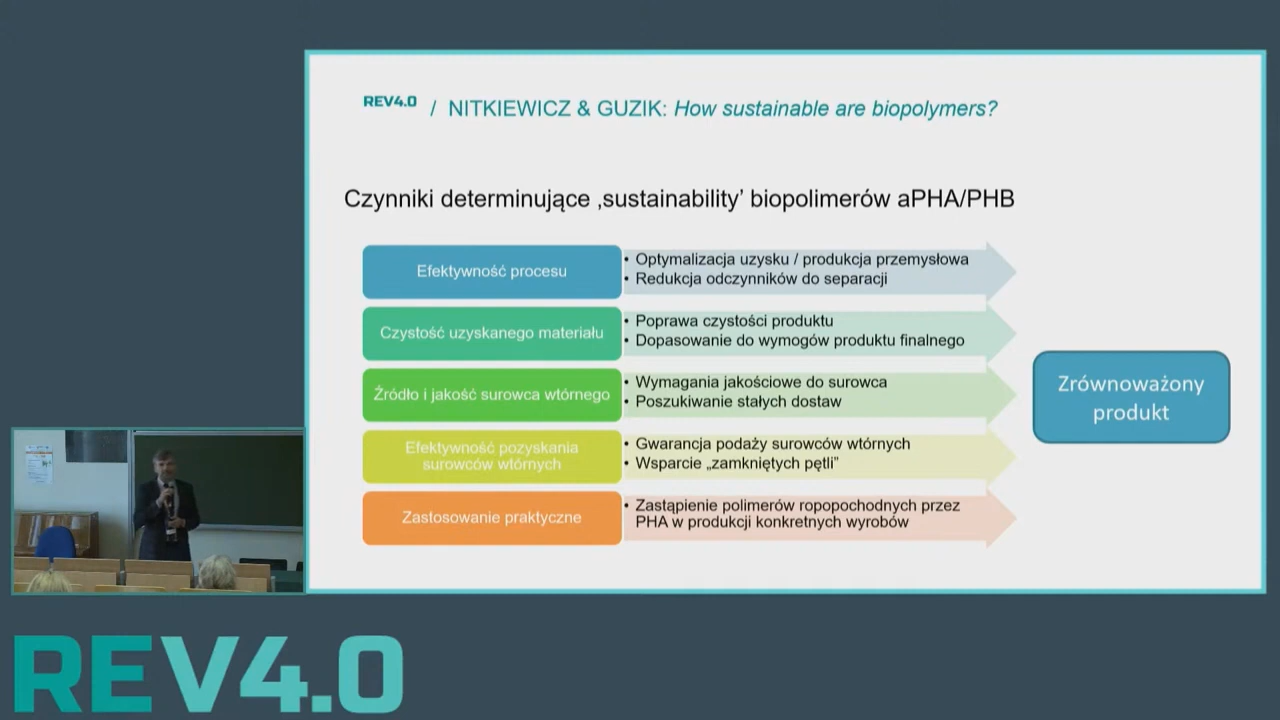 REV4.0 / NITKIEWICZ & GUZIK: How sustainable are biopolymers?
Czynniki determinujące ‚sustainability’ biopolimerów aPHA/PHB
Efektywność procesu
• Optymalizacja uzysku / produkcja przemysłowa
• Redukcja odczynników do separacji
Czystość uzyskanego materiału
• Poprawa czystości produktu
• Dopasowanie do wymogów produktu finalnego
Źródło i jakość surowca wtórnego
• Wymagania jakościowe do surowca
• Poszukiwanie stałych dostaw
Efektywność pozyskania
surowców wtórnych
• Gwarancja podaży surowców wtórnych
• Wsparcie „zamkniętych pętli”
Zastosowanie praktyczne
• Zastąpienie polimerów ropopochodnych przez
PHA w produkcji konkretnych wyrobów
Zrównoważony
produkt
REV4.0